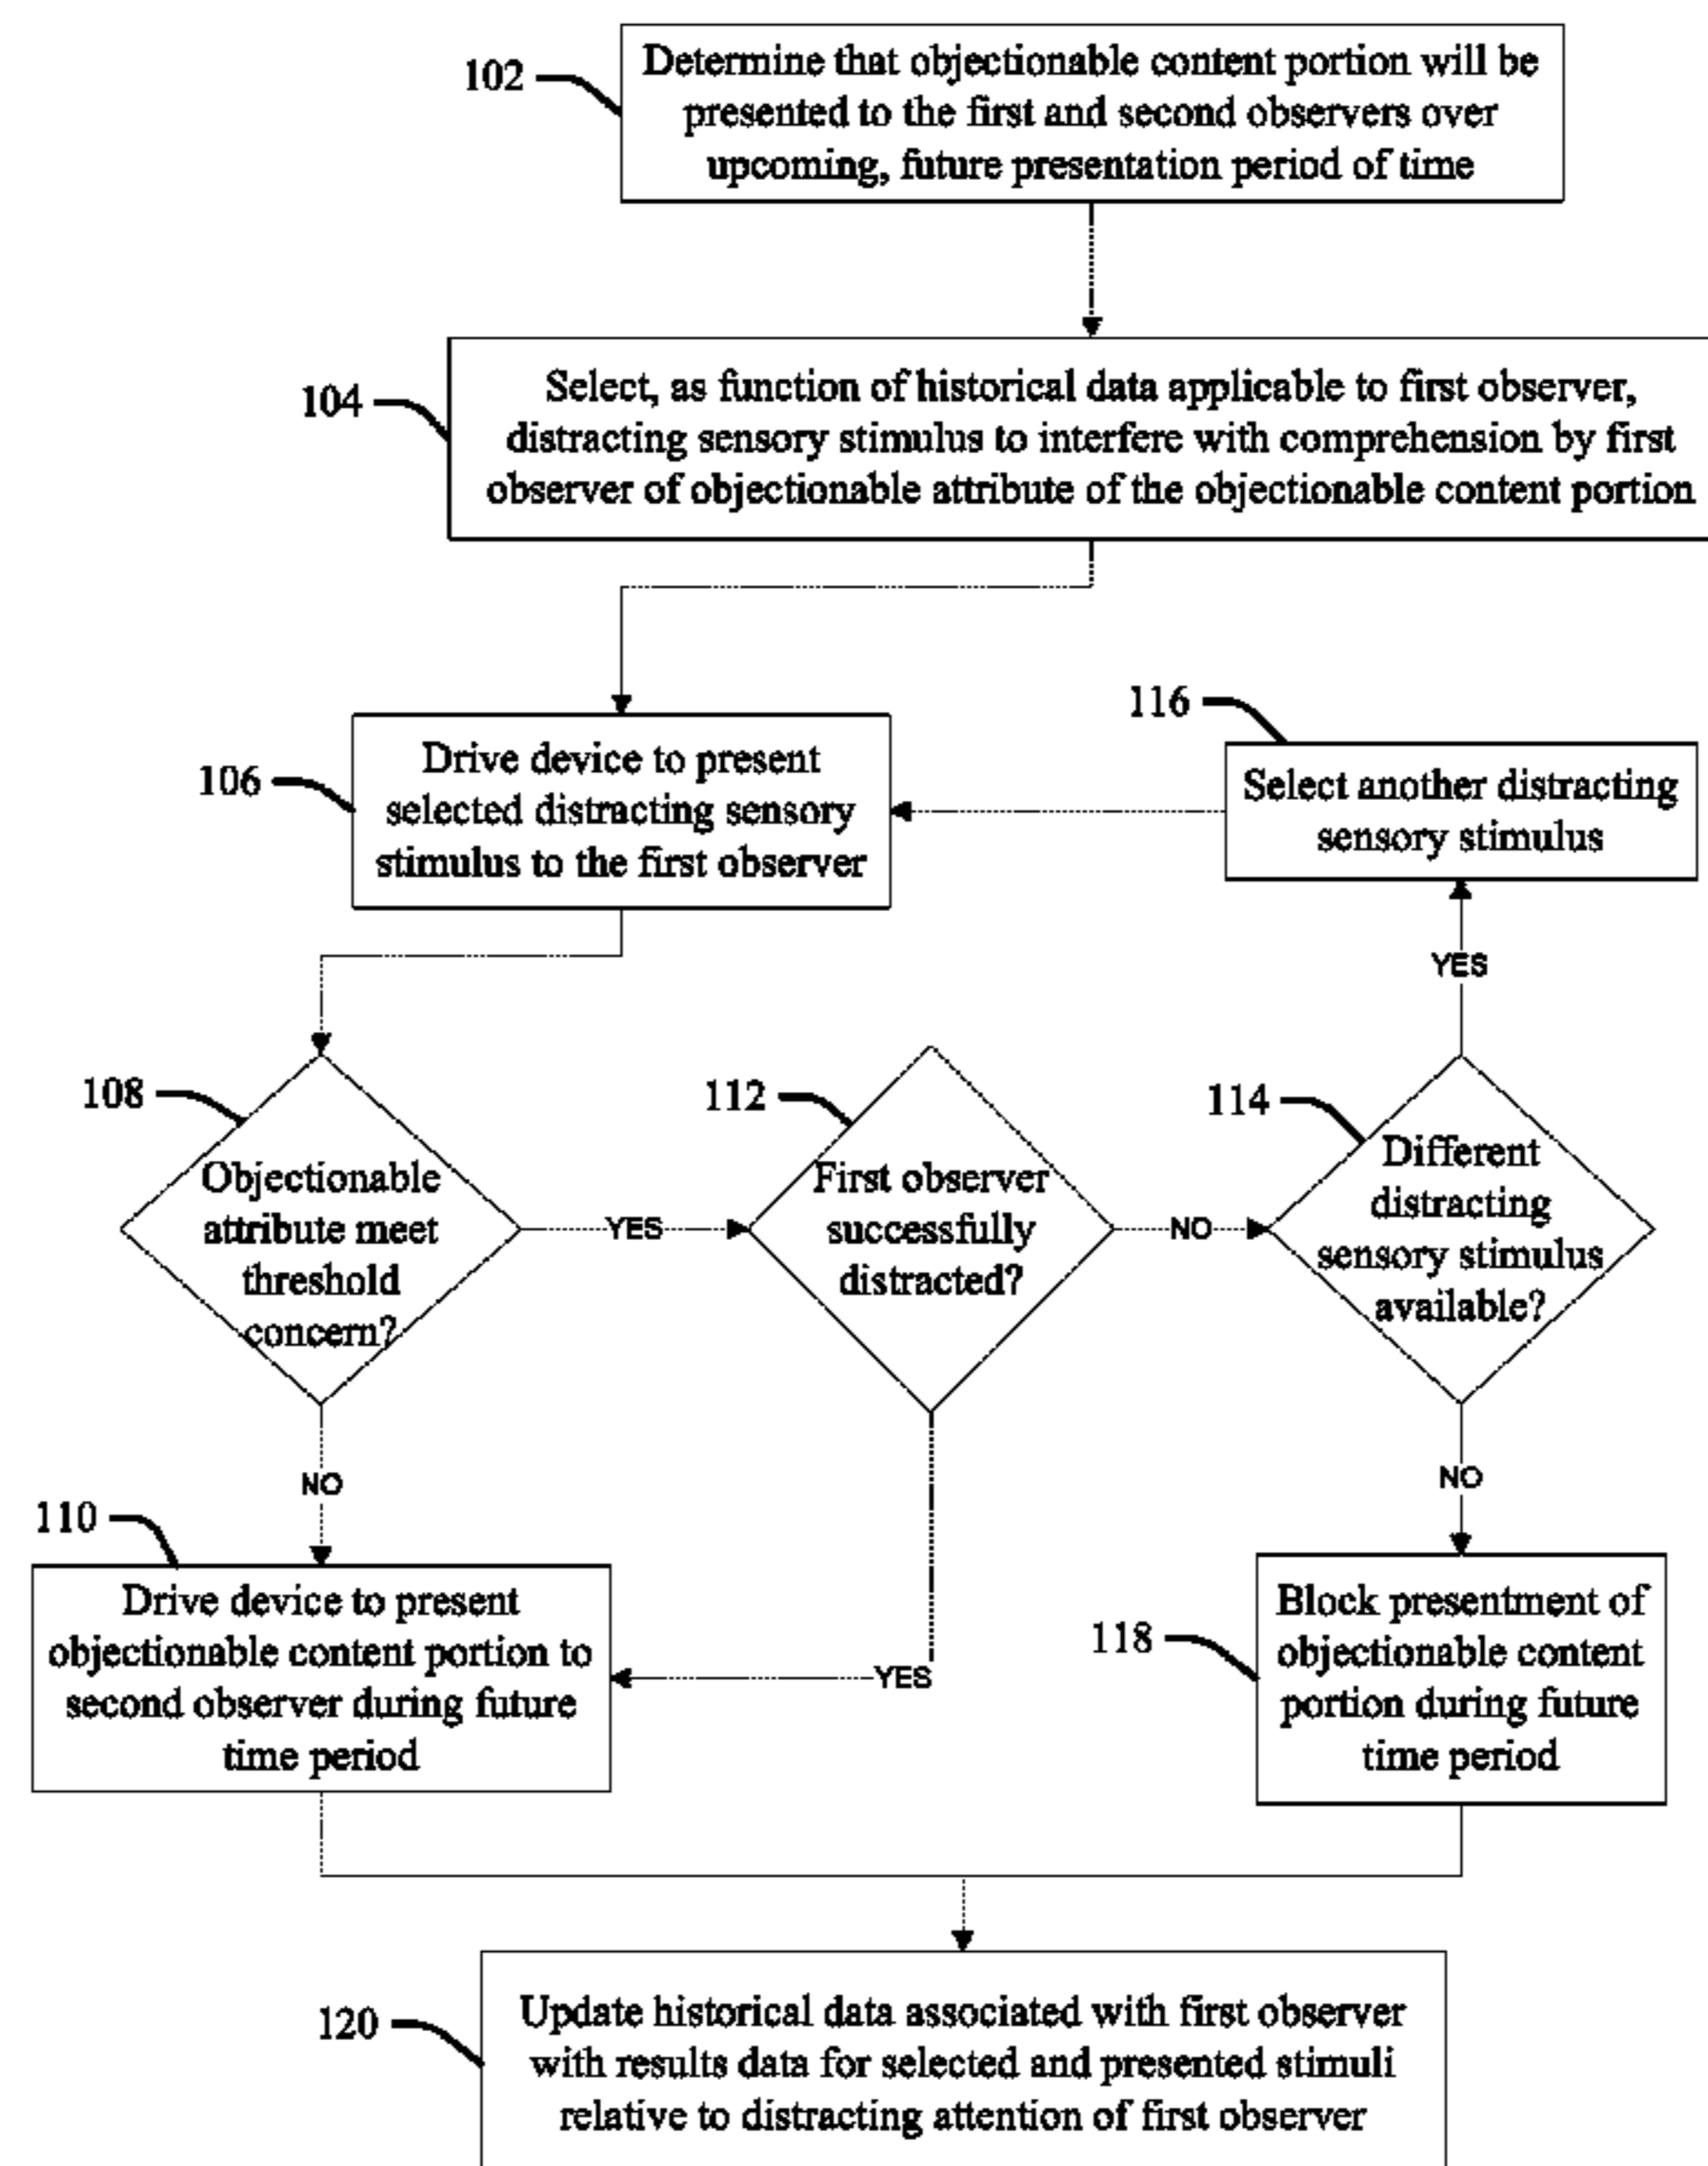 102
Determine that objectionable content portion will be
presented to the first and second observers over
upcoming, future presentation period of time
104
Select, as function of historical data applicable to first observer,
distracting sensory stimulus to interfere with comprehension by first
observer of objectionable attribute of the objectionable content portion
106
Drive device to present
selected distracting sensory
stimulus to the first observer
116
Select another distracting
sensory stimulus
YES
108
Objectionable
attribute meet
threshold
concern?
YES
112
First observer
successfully
distracted?
NO
114
Different
distracting
sensory stimulus
available?
NO
NO
110
Drive device to present
objectionable content portion to
second observer during future
time period
YES
118
Block presentment of
objectionable content
portion during future
time period
120
Update historical data associated with first observer
with results data for selected and presented stimuli
relative to distracting attention of first observer